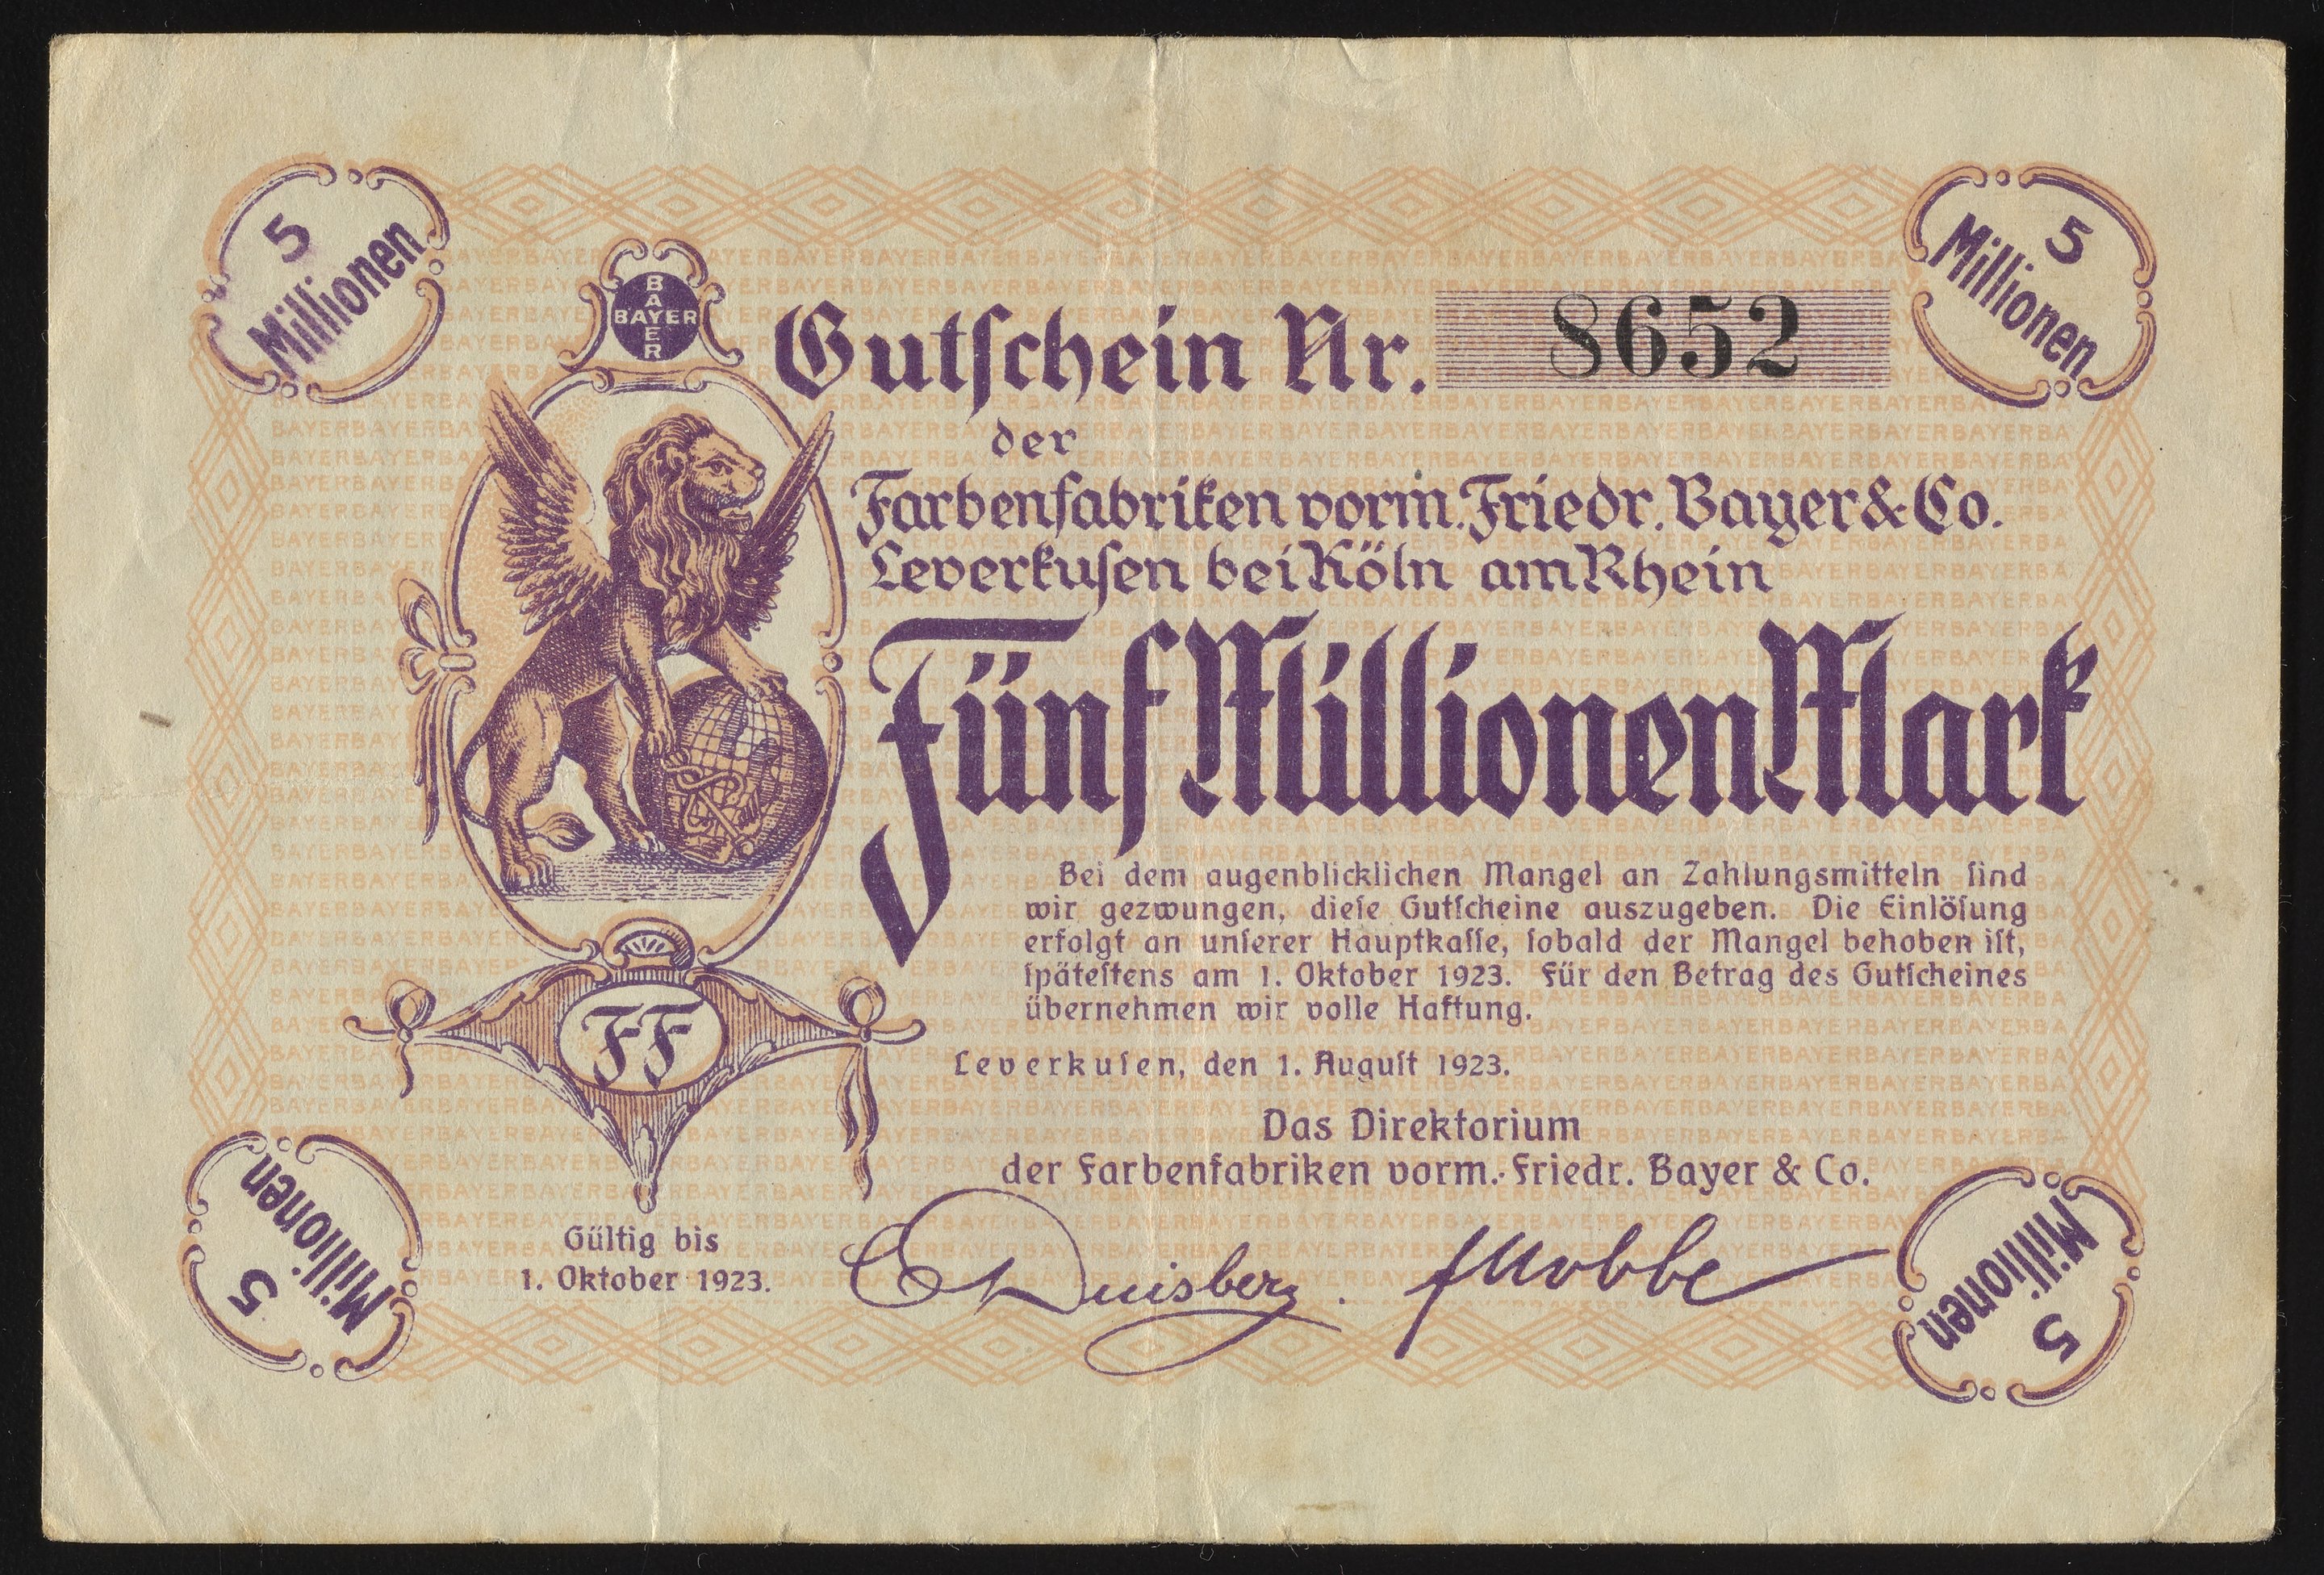 5
Millionen
5
Millionen
BAYER
BAYER
Gutſchein Nr. 8652
der
Farbenfabriken vorm. Friedr. Bayer & Co.
Leverkuſen bei Köln am Rhein
Fünf Millionen Mark
Bei dem augenblicklichen Mangel an Zahlungsmitteln ſind
wir gezwungen, dieſe Gutſcheine auszugeben. Die Einlöſung
erfolgt an unſerer Hauptkaſſe, ſobald der Mangel behoben iſt,
ſpäteſtens am 1. Oktober 1923. Für den Betrag des Gutſcheines
übernehmen wir volle Haftung.
FF
Leverkuſen, den 1. Auguſt 1923.
Das Direktorium
der Farbenfabriken vorm. Friedr. Bayer & Co.
Gültig bis
1. Oktober 1923.
C Duisberg.
Millionen
5
Millionen
5